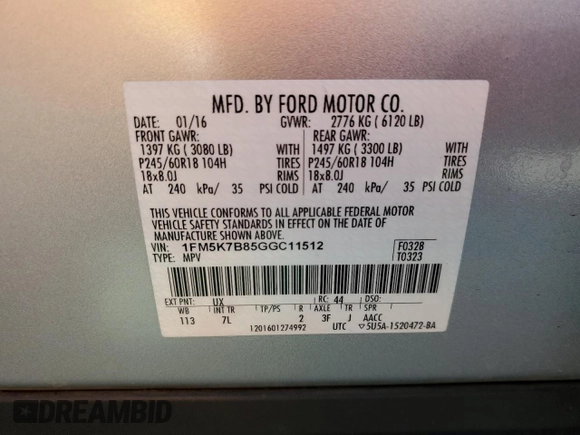 MFD. BY FORD MOTOR CO.
DATE: 01/16 GVWR: 2776 KG ( 6120 LB)
FRONT GAWR: REAR GAWR:
1397 KG ( 3080 LB) WITH 1497 KG ( 3300 LB) WITH
P245/60R18 104H TIRES P245/60R18 104H TIRES
18x8.0J RIMS 18x8.0J RIMS
AT 240 kPa/ 35 PSI COLD AT 240 kPa/ 35 PSI COLD
THIS VEHICLE CONFORMS TO ALL APPLICABLE FEDERAL MOTOR
VEHICLE SAFETY STANDARDS IN EFFECT ON THE DATE OF
MANUFACTURE SHOWN ABOVE.
VIN: 1FM5K7B85GGC11512 F0328
TYPE: MPV T0323
EXT PNT: UX RC: 44 DSO:
WB INT TR TP/PS R AXLE TR SPR
113 7L 2 3F J AACC
1201601274992 UTC ▽5U5A-1520472-BA
DREAMBID